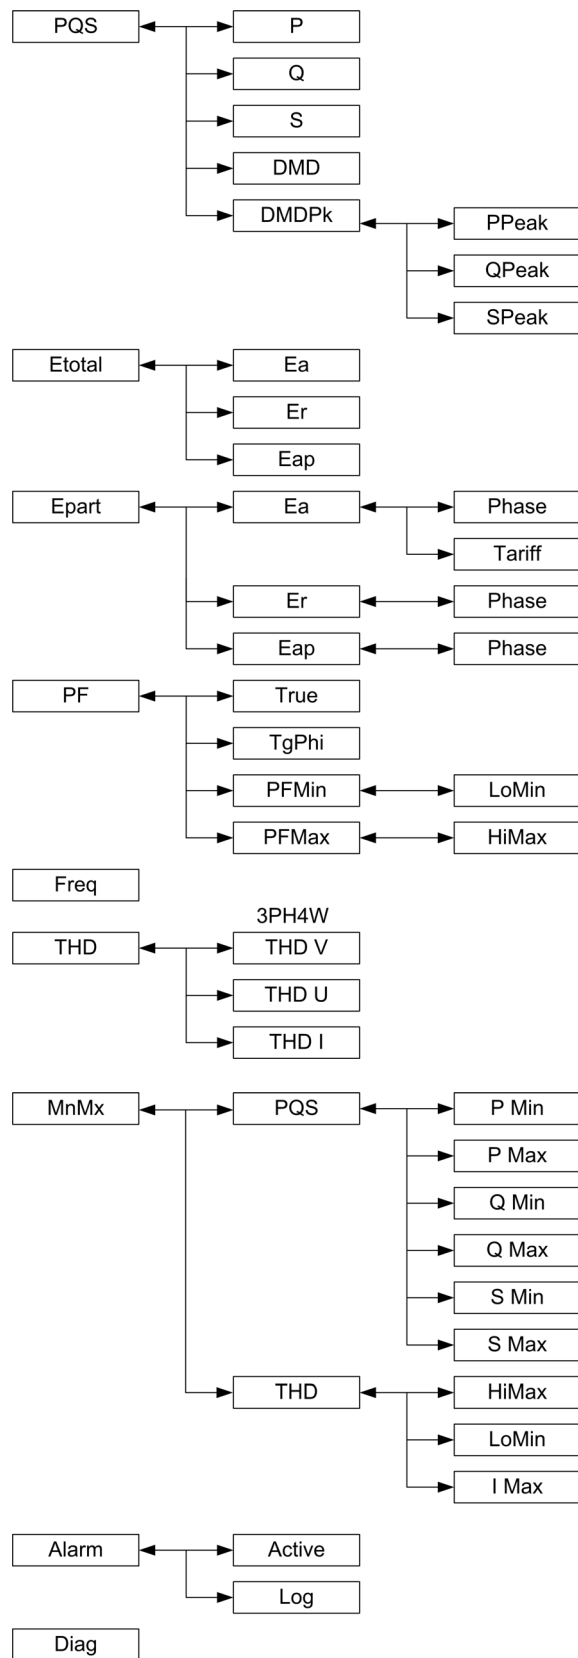 PQS P
Q
S
DMD
DMDPk PPeak
QPeak
SPeak
Etotal Ea
Er
Eap
Epart Ea Phase
Tariff
Er Phase
Eap Phase
PF True
TgPhi
PFMin LoMin
PFMax HiMax
Freq
3PH4W
THD THD V
THD U
THD I
MnMx PQS P Min
P Max
Q Min
Q Max
S Min
S Max
THD HiMax
LoMin
I Max
Alarm Active
Log
Diag